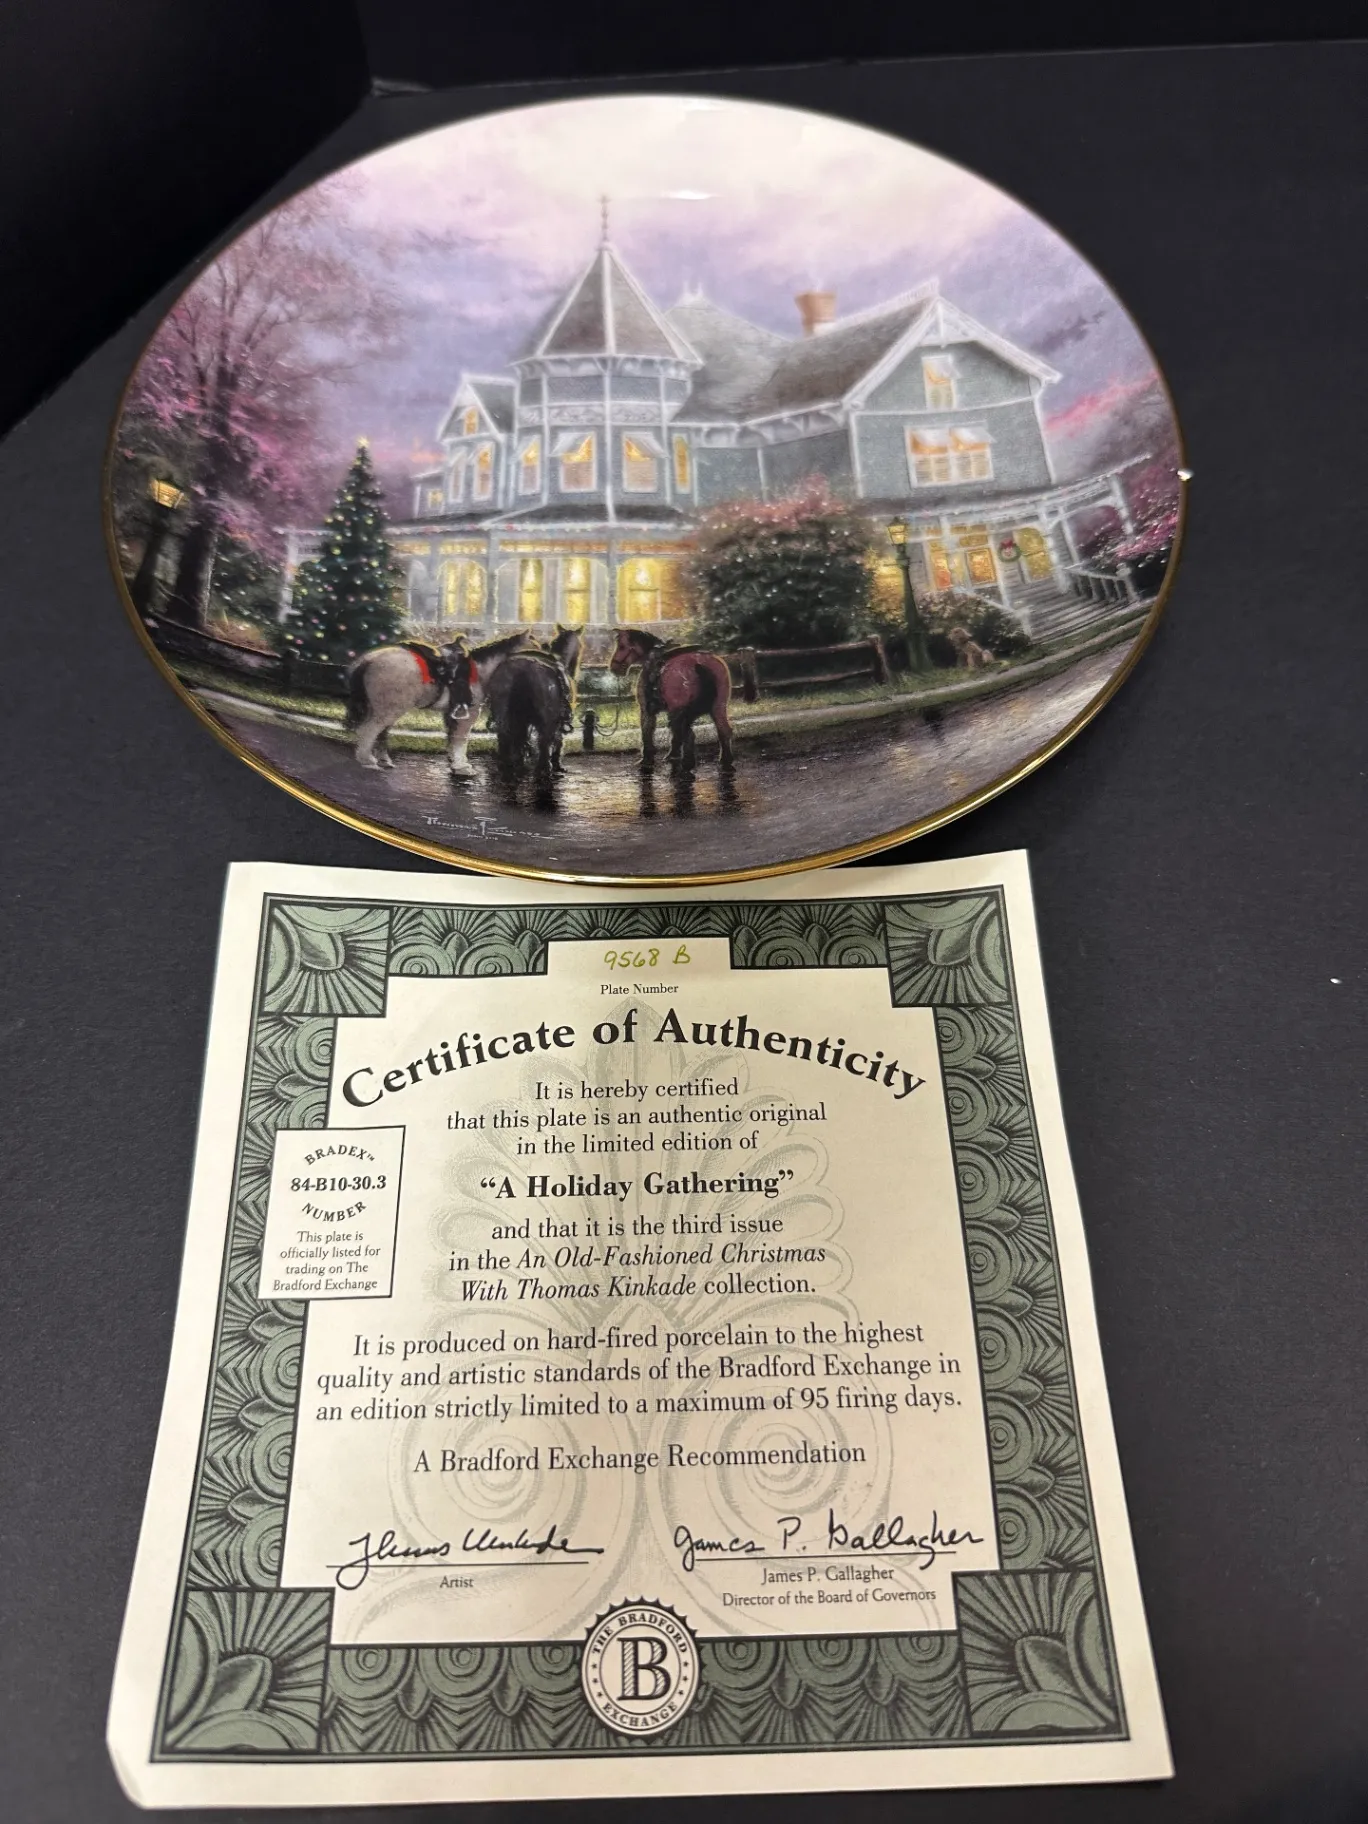 Thomas Kinkade
9568 B
Plate Number
Certificate of Authenticity
It is hereby certified
that this plate is an authentic original
in the limited edition of
“A Holiday Gathering”
and that it is the third issue
in the An Old-Fashioned Christmas
With Thomas Kinkade collection.
BRADEX™
84-B10-30.3
NUMBER
This plate is
officially listed for
trading on The
Bradford Exchange
It is produced on hard-fired porcelain to the highest
quality and artistic standards of the Bradford Exchange in
an edition strictly limited to a maximum of 95 firing days.
A Bradford Exchange Recommendation
Thomas Kinkade
Artist
James P. Gallagher
James P. Gallagher
Director of the Board of Governors
THE BRADFORD
B
EXCHANGE